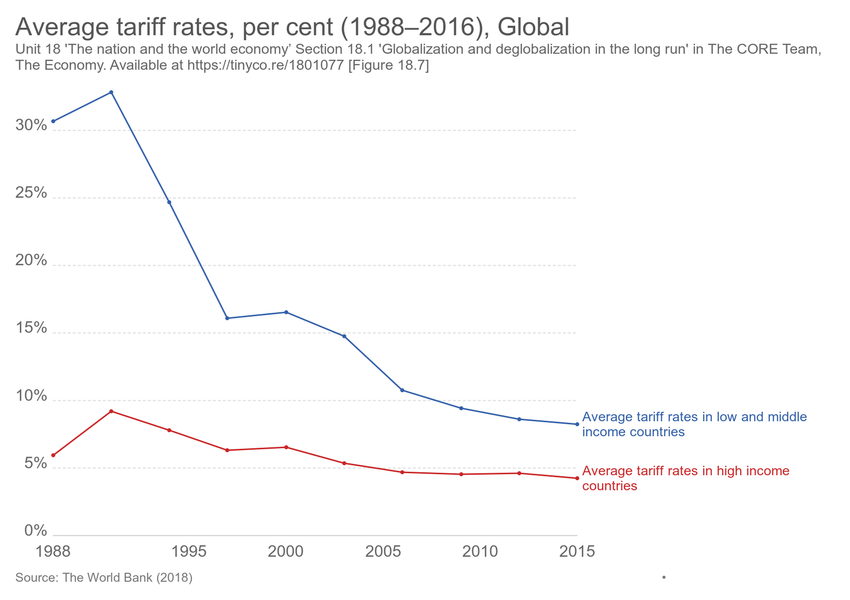 Average tariff rates, per cent (1988–2016), Global
Unit 18 'The nation and the world economy' Section 18.1 'Globalization and deglobalization in the long run' in The CORE Team,
The Economy. Available at https://tinyco.re/1801077 [Figure 18.7]
30%
25%
20%
15%
10%
Average tariff rates in low and middle
income countries
5%
Average tariff rates in high income
countries
0%
1988 1995 2000 2005 2010 2015
Source: The World Bank (2018)